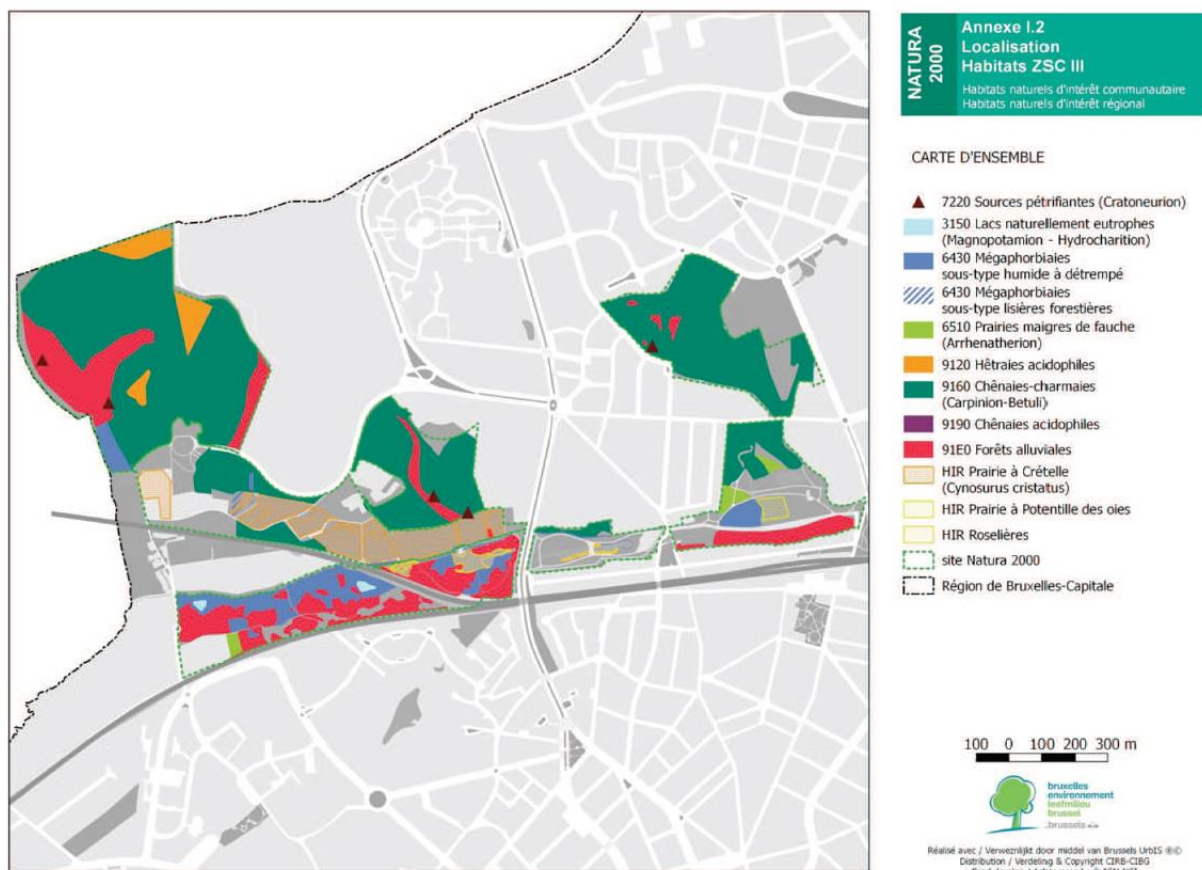 NATURA
2000
Annexe I.2
Localisation
Habitats ZSC III
Habitats naturels d'intérêt communautaire
Habitats naturels d'intérêt régional
CARTE D'ENSEMBLE
7220 Sources pétrifiantes (Cratoneurion)
3150 Lacs naturellement eutrophes
(Magnopotamion - Hydrocharition)
6430 Mégaphorbiaies
sous-type humide à détrempé
6430 Mégaphorbiaies
sous-type lisières forestières
6510 Prairies maigres de fauche
(Arrhenatherion)
9120 Hêtraies acidophiles
9160 Chênaies-charmaies
(Carpinion-Betuli)
9190 Chênaies acidophiles
91E0 Forêts alluviales
HIR Prairie à Crételle
(Cynosurus cristatus)
HIR Prairie à Potentille des oies
HIR Roselières
site Natura 2000
Région de Bruxelles-Capitale
100 0 100 200 300 m
bruxelles
environnement
leefmilieu
brussel
.brussels
Réalisé avec / Verwezenlijkt door middel van Brussels UrbIS ®©
Distribution / Verdeling & Copyright CIRB-CIBG